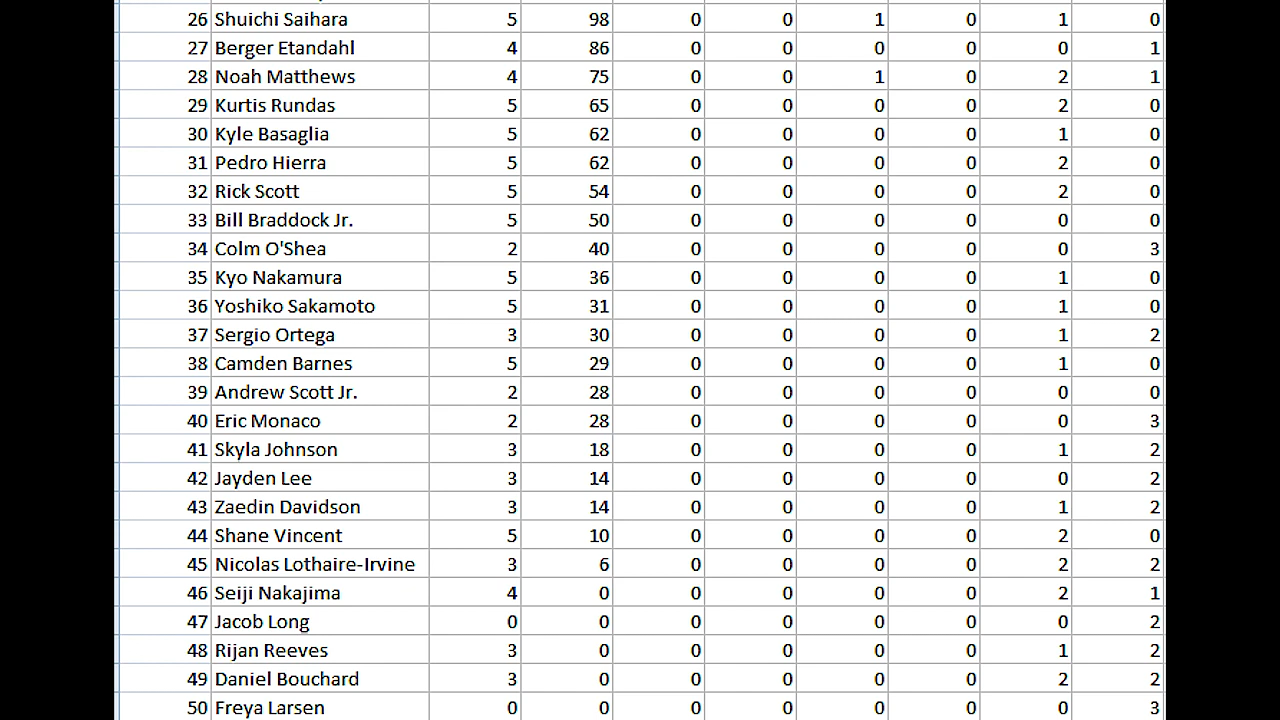 26 Shuichi Saihara 5 98 0 0 1 0 1 0
27 Berger Etandahl 4 86 0 0 0 0 0 1
28 Noah Matthews 4 75 0 0 1 0 2 1
29 Kurtis Rundas 5 65 0 0 0 0 2 0
30 Kyle Basaglia 5 62 0 0 0 0 1 0
31 Pedro Hierra 5 62 0 0 0 0 2 0
32 Rick Scott 5 54 0 0 0 0 2 0
33 Bill Braddock Jr. 5 50 0 0 0 0 0 0
34 Colm O'Shea 2 40 0 0 0 0 0 3
35 Kyo Nakamura 5 36 0 0 0 0 1 0
36 Yoshiko Sakamoto 5 31 0 0 0 0 1 0
37 Sergio Ortega 3 30 0 0 0 0 1 2
38 Camden Barnes 5 29 0 0 0 0 1 0
39 Andrew Scott Jr. 2 28 0 0 0 0 0 0
40 Eric Monaco 2 28 0 0 0 0 0 3
41 Skyla Johnson 3 18 0 0 0 0 1 2
42 Jayden Lee 3 14 0 0 0 0 0 2
43 Zaedin Davidson 3 14 0 0 0 0 1 2
44 Shane Vincent 5 10 0 0 0 0 2 0
45 Nicolas Lothaire-Irvine 3 6 0 0 0 0 2 2
46 Seiji Nakajima 4 0 0 0 0 0 2 1
47 Jacob Long 0 0 0 0 0 0 0 2
48 Rijan Reeves 3 0 0 0 0 0 1 2
49 Daniel Bouchard 3 0 0 0 0 0 2 2
50 Freya Larsen 0 0 0 0 0 0 0 3